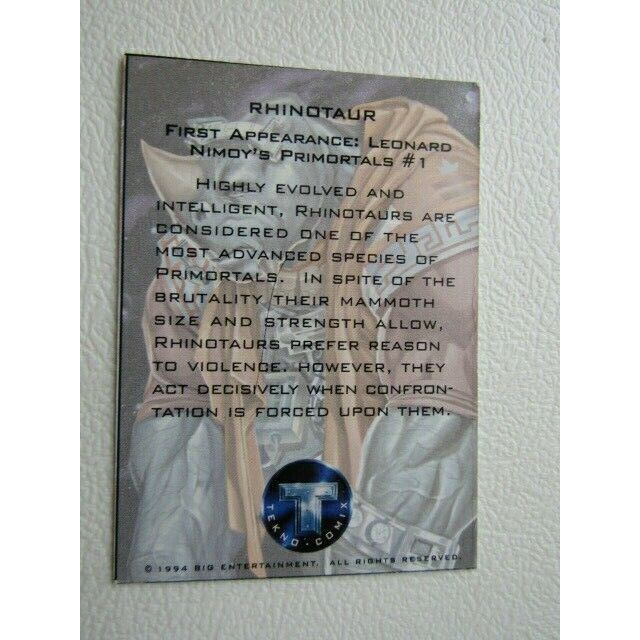 RHINOTAUR
FIRST APPEARANCE: LEONARD
NIMOY'S PRIMORTALS #1
HIGHLY EVOLVED AND
INTELLIGENT, RHINOTAURS ARE
CONSIDERED ONE OF THE
MOST ADVANCED SPECIES OF
PRIMORTALS. IN SPITE OF THE
BRUTALITY THEIR MAMMOTH
SIZE AND STRENGTH ALLOW,
RHINOTAURS PREFER REASON
TO VIOLENCE. HOWEVER, THEY
ACT DECISIVELY WHEN CONFRON-
TATION IS FORCED UPON THEM.
T
TEKNO·COMIX
© 1994 BIG ENTERTAINMENT. ALL RIGHTS RESERVED.